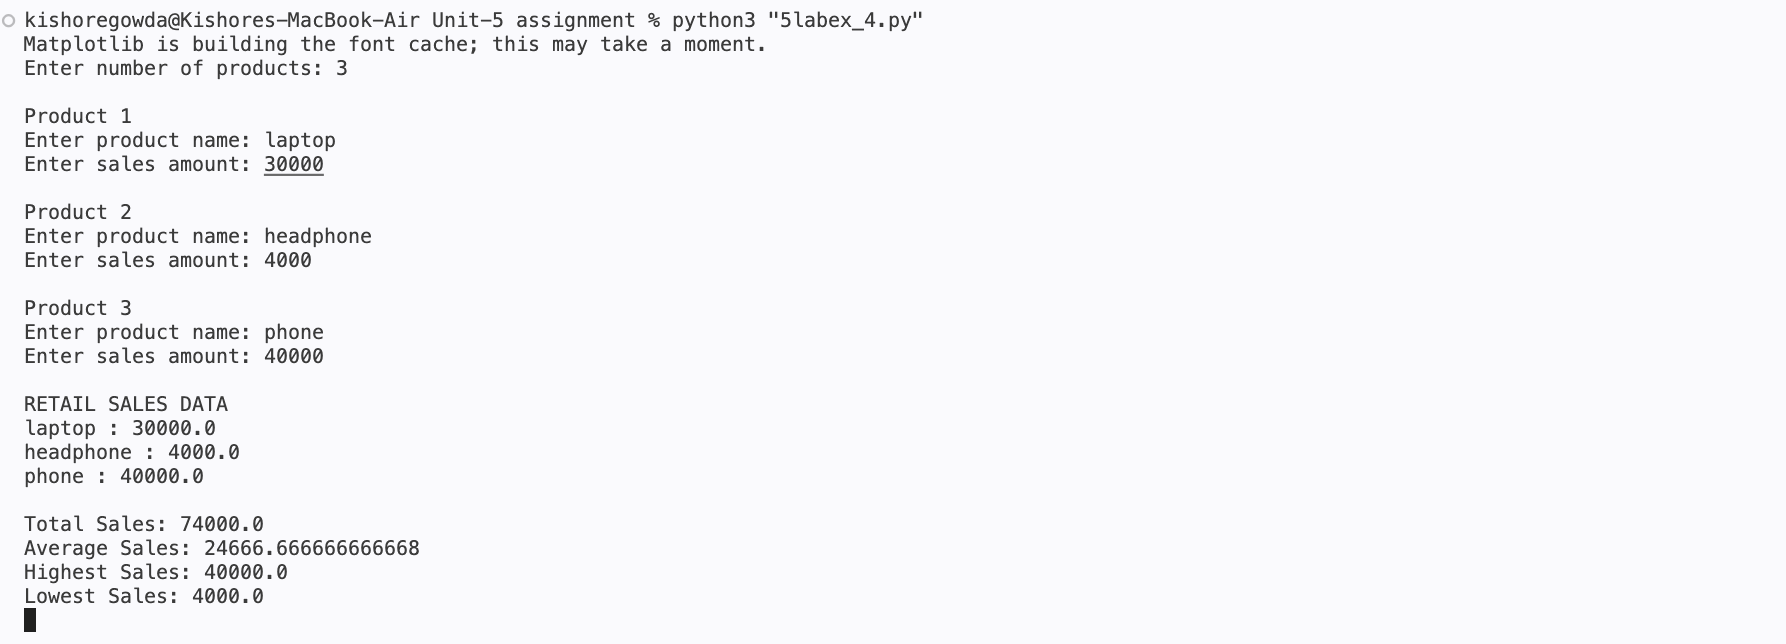 kishoregowda@Kishores-MacBook-Air Unit-5 assignment % python3 "5labex_4.py"
Matplotlib is building the font cache; this may take a moment.
Enter number of products: 3

Product 1
Enter product name: laptop
Enter sales amount: 30000

Product 2
Enter product name: headphone
Enter sales amount: 4000

Product 3
Enter product name: phone
Enter sales amount: 40000

RETAIL SALES DATA
laptop : 30000.0
headphone : 4000.0
phone : 40000.0

Total Sales: 74000.0
Average Sales: 24666.666666666668
Highest Sales: 40000.0
Lowest Sales: 4000.0